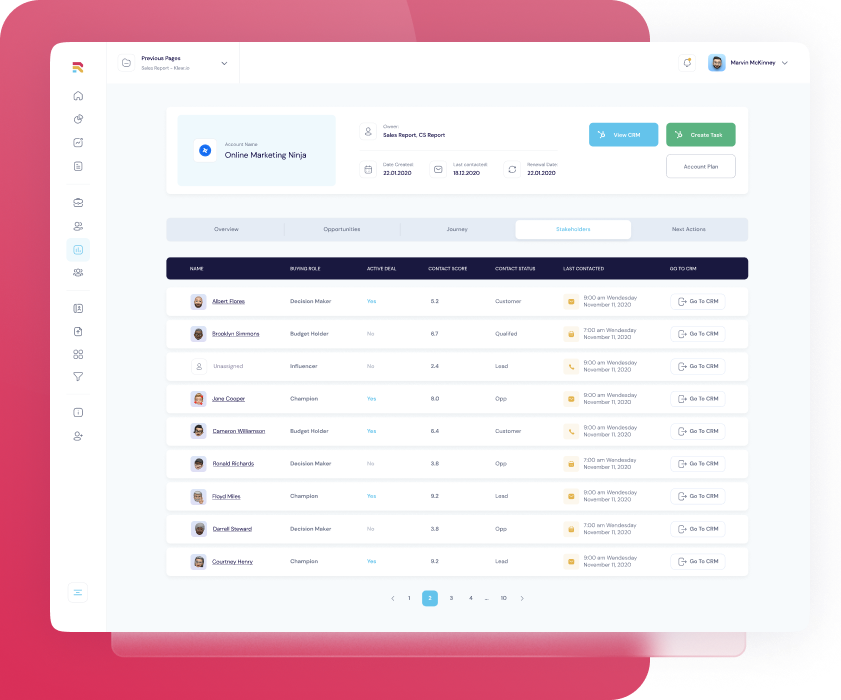 Previous Pages
Sales Report - Klew.io
Marvin McKinney
Account Name
Online Marketing Ninja
Owner:
Sales Report, CS Report
View CRM
Create Task
Date Created:
22.01.2020
Last contacted:
18.12.2020
Renewal Date:
22.01.2020
Account Plan
Overview
Opportunities
Journey
Stakeholders
Next Actions
NAME BUYING ROLE ACTIVE DEAL CONTACT SCORE CONTACT STATUS LAST CONTACTED GO TO CRM
Albert Flores Decision Maker Yes 5.2 Customer 9:00 am Wendesday
November 11, 2020 Go To CRM
Brooklyn Simmons Budget Holder No 6.7 Qualifed 7:00 am Wendesday
November 11, 2020 Go To CRM
Unassigned Influencer No 2.4 Lead 9:00 am Wendesday
November 11, 2020 Go To CRM
Jane Cooper Champion Yes 8.0 Opp 9:00 am Wendesday
November 11, 2020 Go To CRM
Cameron Williamson Budget Holder Yes 6.4 Customer 9:00 am Wendesday
November 11, 2020 Go To CRM
Ronald Richards Decision Maker No 3.8 Opp 7:00 am Wendesday
November 11, 2020 Go To CRM
Floyd Miles Champion Yes 9.2 Lead 9:00 am Wendesday
November 11, 2020 Go To CRM
Darrell Steward Decision Maker No 3.8 Opp 7:00 am Wendesday
November 11, 2020 Go To CRM
Courtney Henry Champion Yes 9.2 Lead 9:00 am Wendesday
November 11, 2020 Go To CRM
1 2 3 4 ... 10